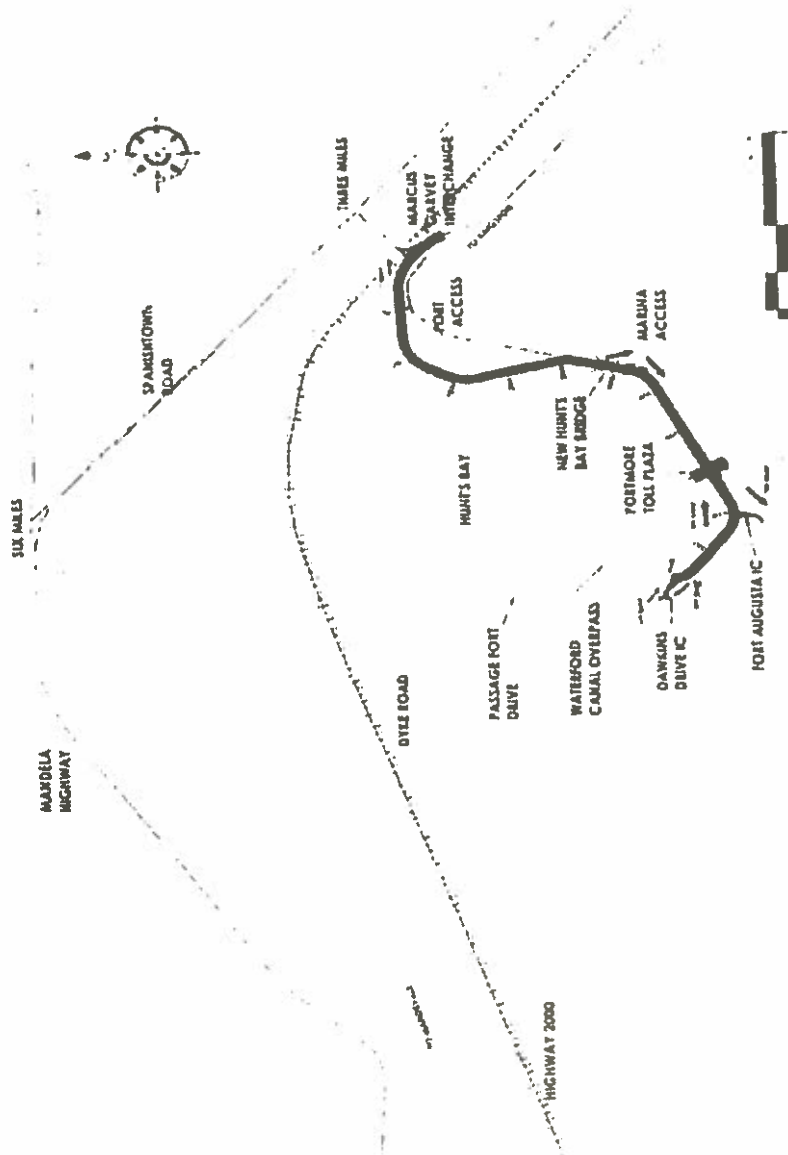 SIX MILES
MANDELA
HIGHWAY
SPANISHTOWN
ROAD
THREE MILES
MARCUS
GARVEY
INTERCHANGE
PORT
ACCESS
DYKE ROAD
HUNTS BAY
PASSAGE FORT
DRIVE
NEW HUNTS
BAY BRIDGE
MARINA
ACCESS
WATERFORD
CANAL OVERPASS
PORTMORE
TOLL PLAZA
DAWKINS
DRIVE IC
FORT AUGUSTA IC
HIGHWAY 2000